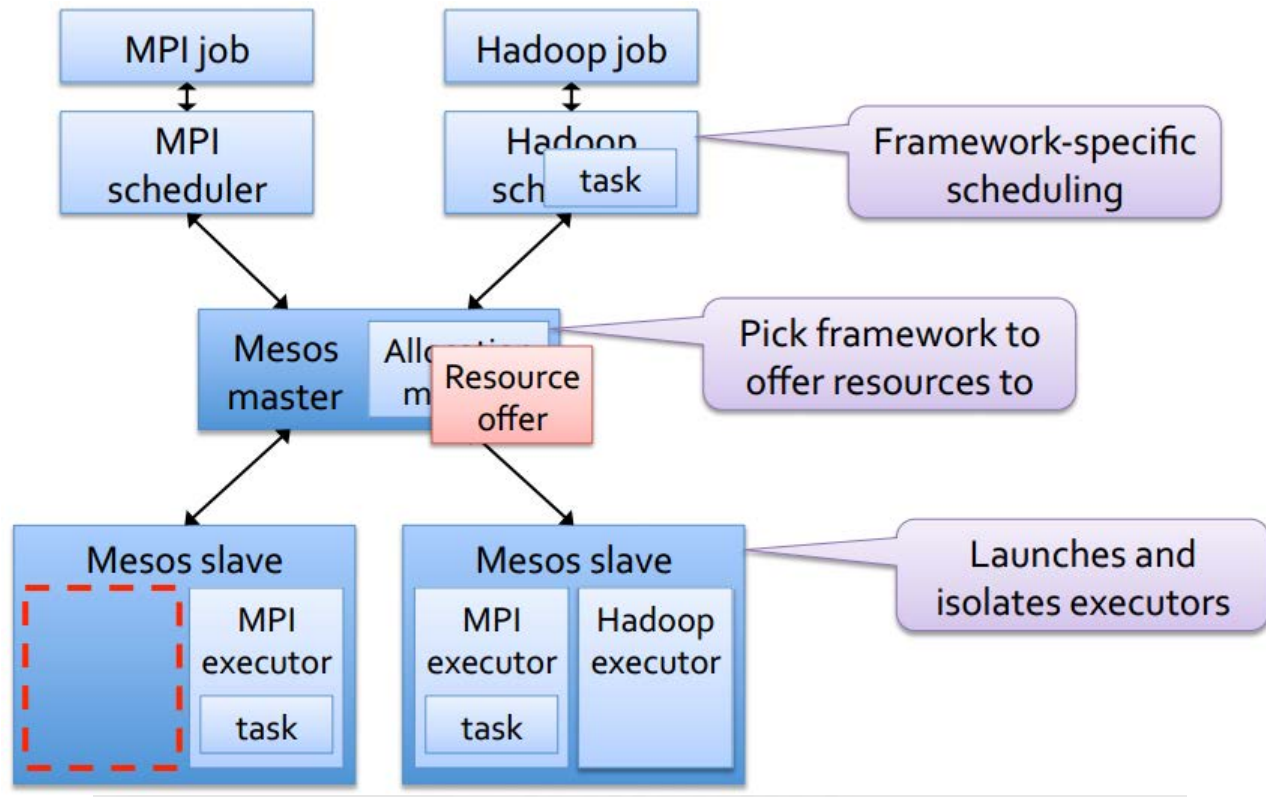 MPI job
Hadoop job
MPI
scheduler
Hadoop
task
Framework-specific
scheduling
Mesos
master
Resource
offer
Pick framework to
offer resources to
Mesos slave
MPI
executor
task
Mesos slave
MPI
executor
task
Hadoop
executor
Launches and
isolates executors